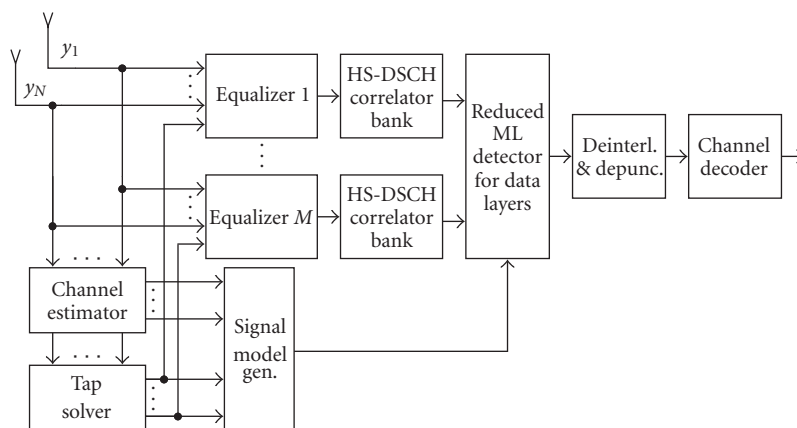 y1
yN
Equalizer 1
HS-DSCH
correlator
bank
Reduced
ML
detector
for data
layers
Deinterl.
& depunc.
Channel
decoder
Equalizer M
HS-DSCH
correlator
bank
Channel
estimator
Signal
model
gen.
Tap
solver